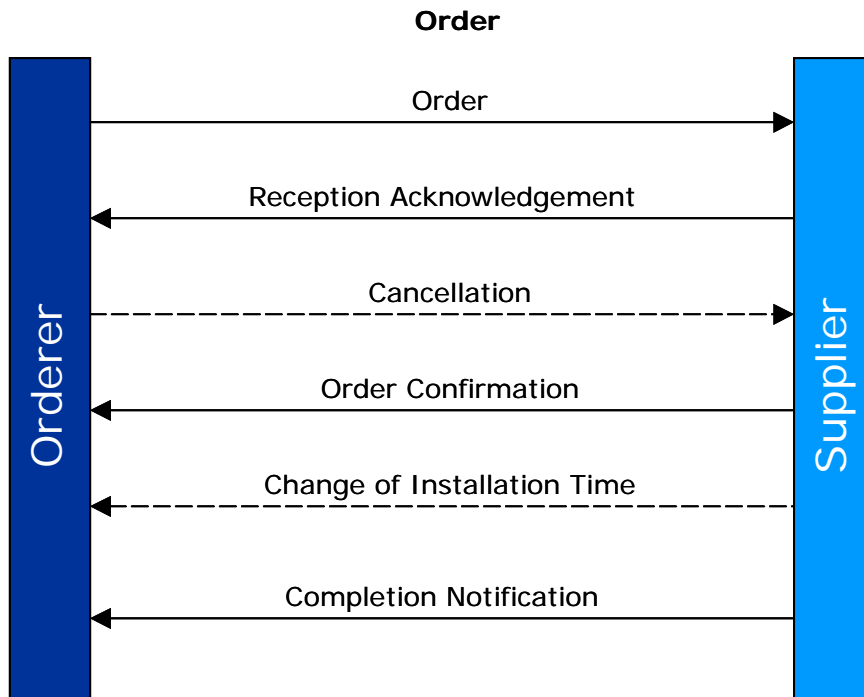 Order
Order
Reception Acknowledgement
Cancellation
Order Confirmation
Change of Installation Time
Completion Notification
Orderer
Supplier